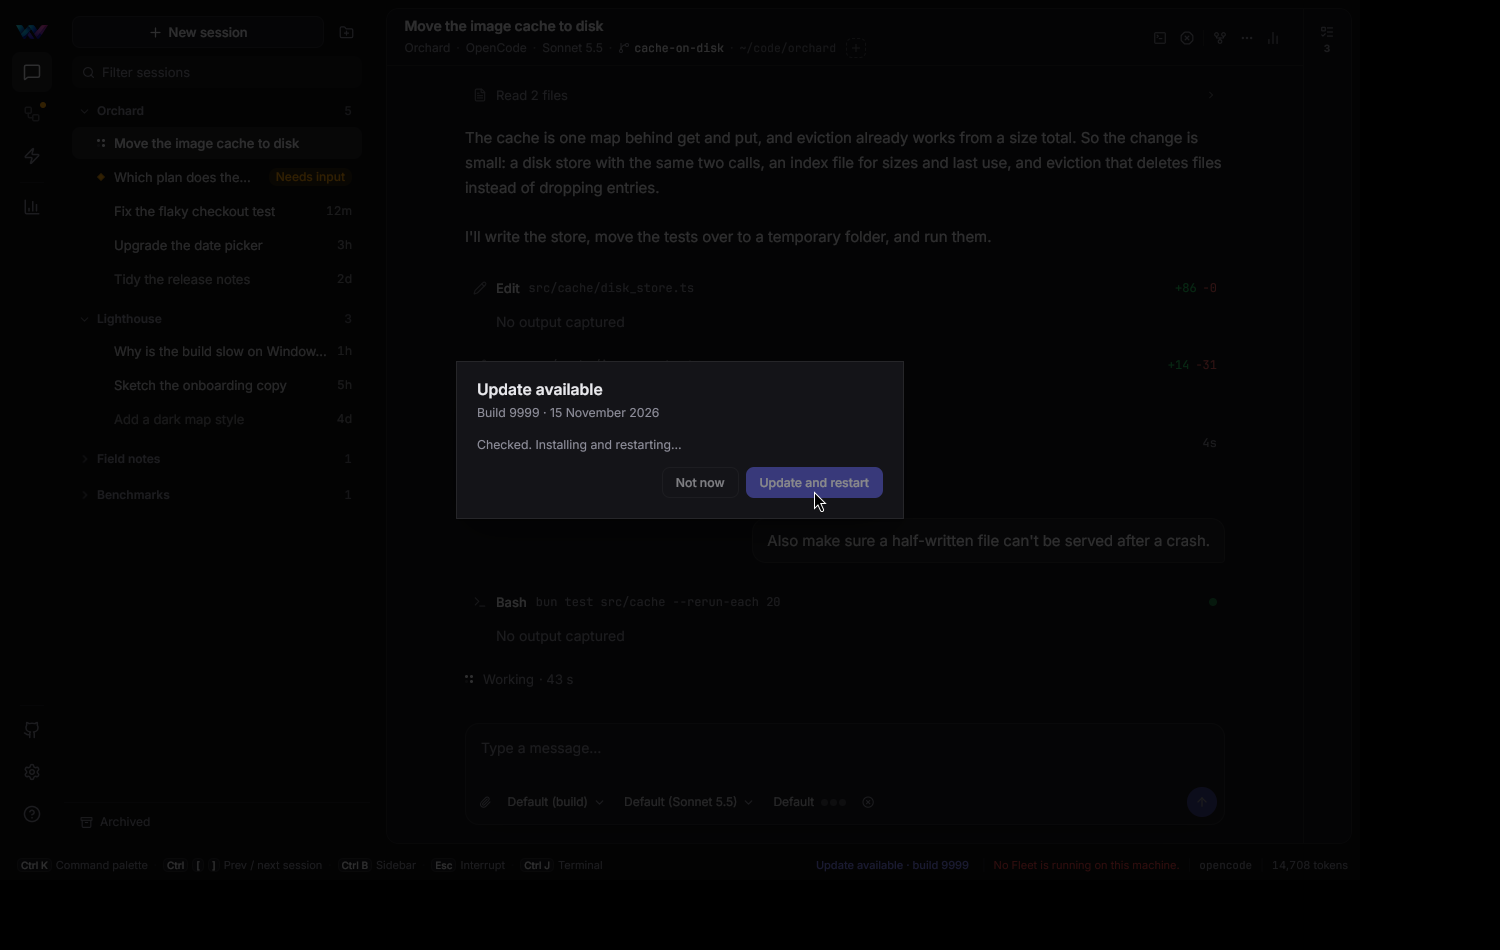 New session
Filter sessions
Orchard 5
Move the image cache to disk
Which plan does the... Needs input
Fix the flaky checkout test 12m
Upgrade the date picker 3h
Tidy the release notes 2d
Lighthouse 3
Why is the build slow on Window... 1h
Sketch the onboarding copy 5h
Add a dark map style 4d
Field notes 1
Benchmarks 1
Archived
Move the image cache to disk
Orchard · OpenCode · Sonnet 5.5 · cache-on-disk · ~/code/orchard
3
Read 2 files
The cache is one map behind get and put, and eviction already works from a size total. So the change is
small: a disk store with the same two calls, an index file for sizes and last use, and eviction that deletes files
instead of dropping entries.
I'll write the store, move the tests over to a temporary folder, and run them.
Edit src/cache/disk_store.ts +86 -0
No output captured
+14 -31
4s
Update available
Build 9999 · 15 November 2026
Checked. Installing and restarting...
Not now
Update and restart
Also make sure a half-written file can't be served after a crash.
Bash bun test src/cache --rerun-each 20
No output captured
Working · 43 s
Type a message...
Default (build) Default (Sonnet 5.5) Default
Ctrl K Command palette Ctrl [ ] Prev / next session Ctrl B Sidebar Esc Interrupt Ctrl J Terminal
Update available · build 9999 No Fleet is running on this machine. opencode 14,708 tokens